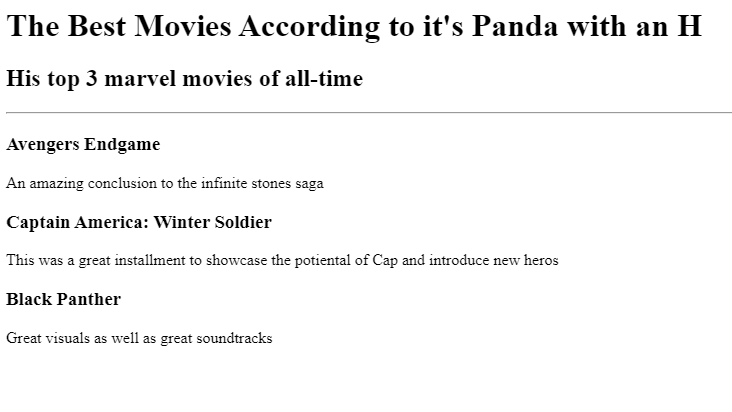 The Best Movies According to it's Panda with an H
His top 3 marvel movies of all-time
Avengers Endgame
An amazing conclusion to the infinite stones saga
Captain America: Winter Soldier
This was a great installment to showcase the potiental of Cap and introduce new heros
Black Panther
Great visuals as well as great soundtracks